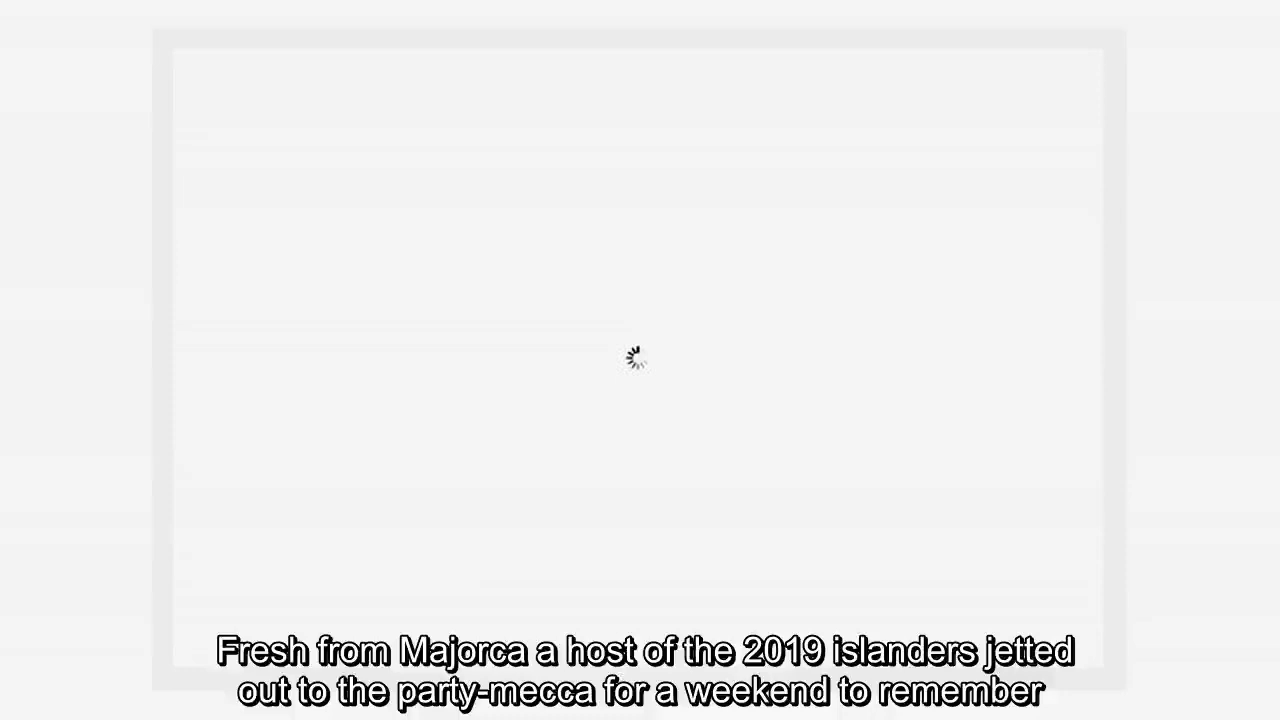 Fresh from Majorca a host of the 2019 islanders jetted
out to the party-mecca for a weekend to remember